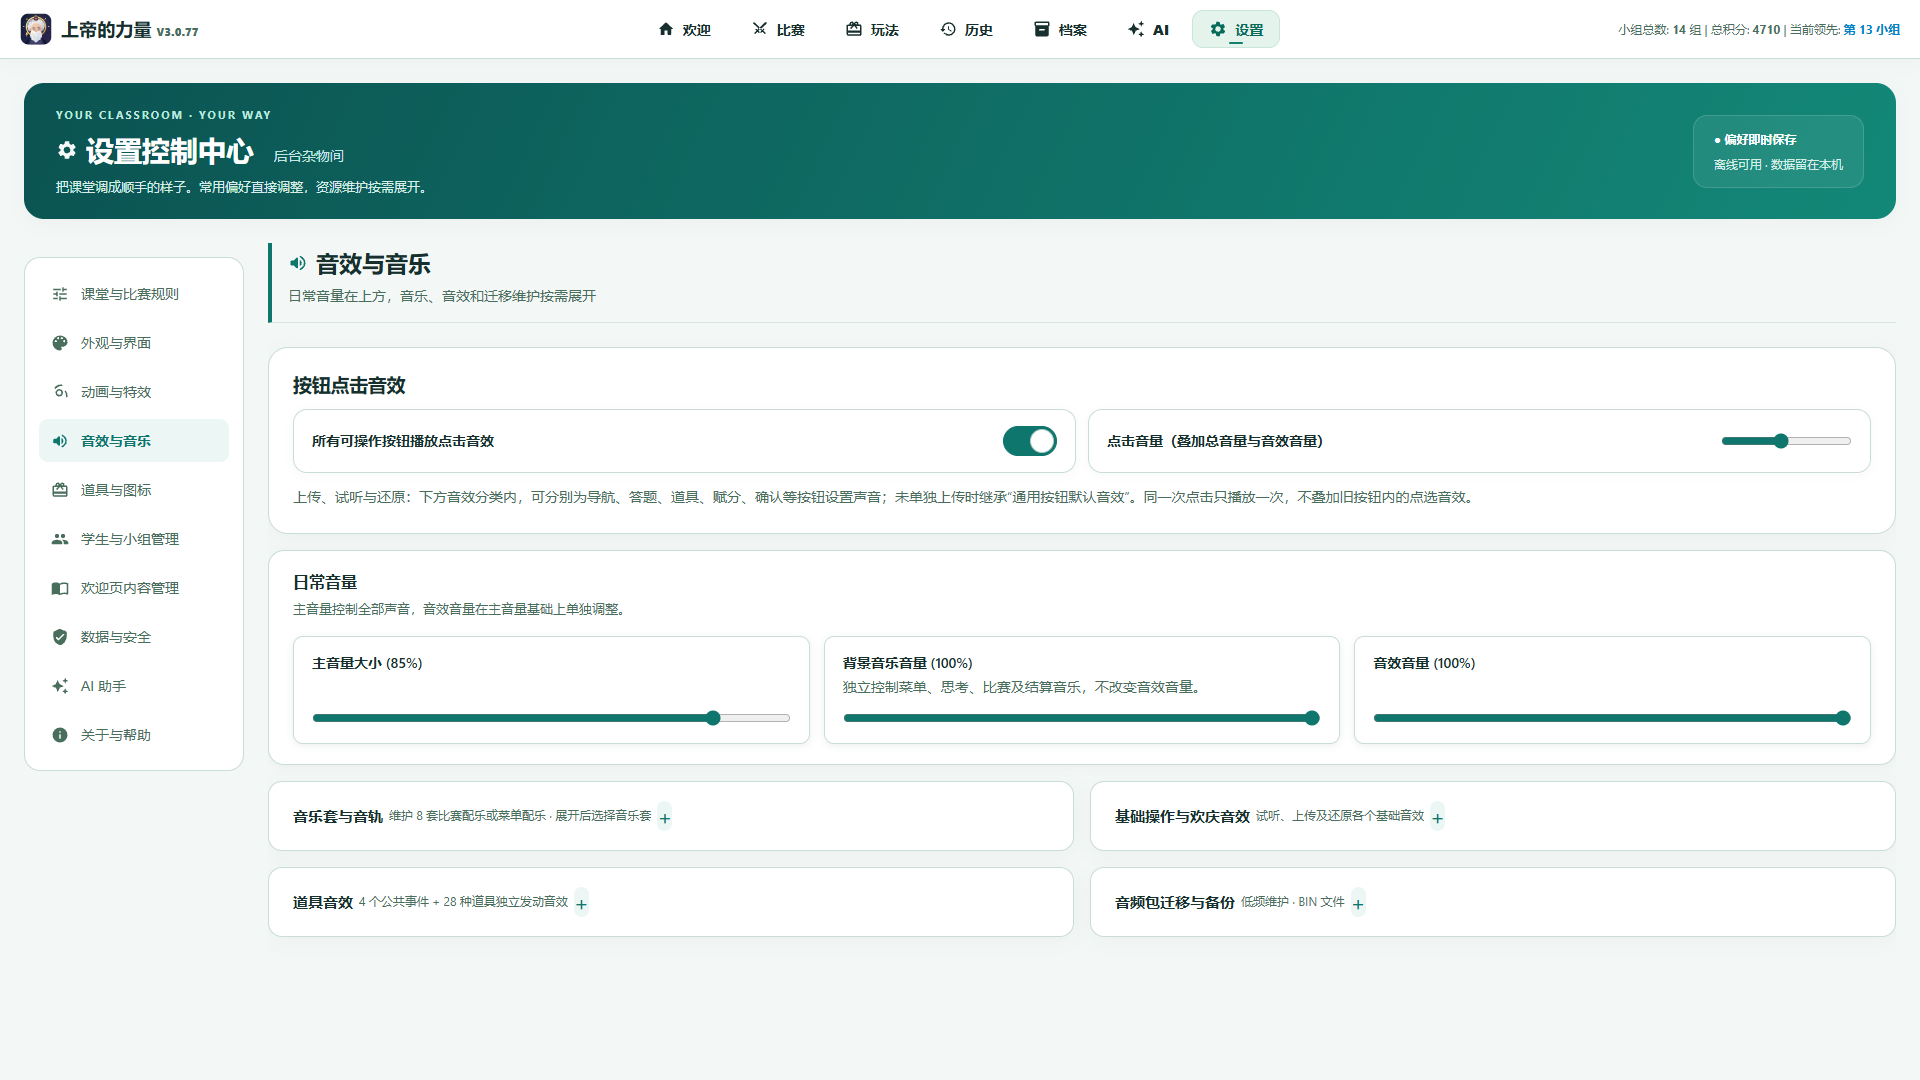 上帝的力量 V3.0.77
欢迎
比赛
玩法
历史
档案
AI
设置
小组总数: 14 组 | 总积分: 4710 | 当前领先: 第 13 小组
YOUR CLASSROOM · YOUR WAY
设置控制中心 后台杂物间
把课堂调成顺手的样子。常用偏好直接调整，资源维护按需展开。
● 偏好即时保存
离线可用 · 数据留在本机
课堂与比赛规则
外观与界面
动画与特效
音效与音乐
道具与图标
学生与小组管理
欢迎页内容管理
数据与安全
AI 助手
关于与帮助
音效与音乐
日常音量在上方，音乐、音效和迁移维护按需展开
按钮点击音效
所有可操作按钮播放点击音效
点击音量（叠加总音量与音效音量）
上传、试听与还原：下方音效分类内，可分别为导航、答题、道具、赋分、确认等按钮设置声音；未单独上传时继承“通用按钮默认音效”。同一次点击只播放一次，不叠加旧按钮内的点选音效。
日常音量
主音量控制全部声音，音效音量在主音量基础上单独调整。
主音量大小 (85%)
背景音乐音量 (100%)
独立控制菜单、思考、比赛及结算音乐，不改变音效音量。
音效音量 (100%)
音乐套与音轨 维护 8 套比赛配乐或菜单配乐 · 展开后选择音乐套 +
基础操作与欢庆音效 试听、上传及还原各个基础音效 +
道具音效 4 个公共事件 + 28 种道具独立发动音效 +
音频包迁移与备份 低频维护 · BIN 文件 +